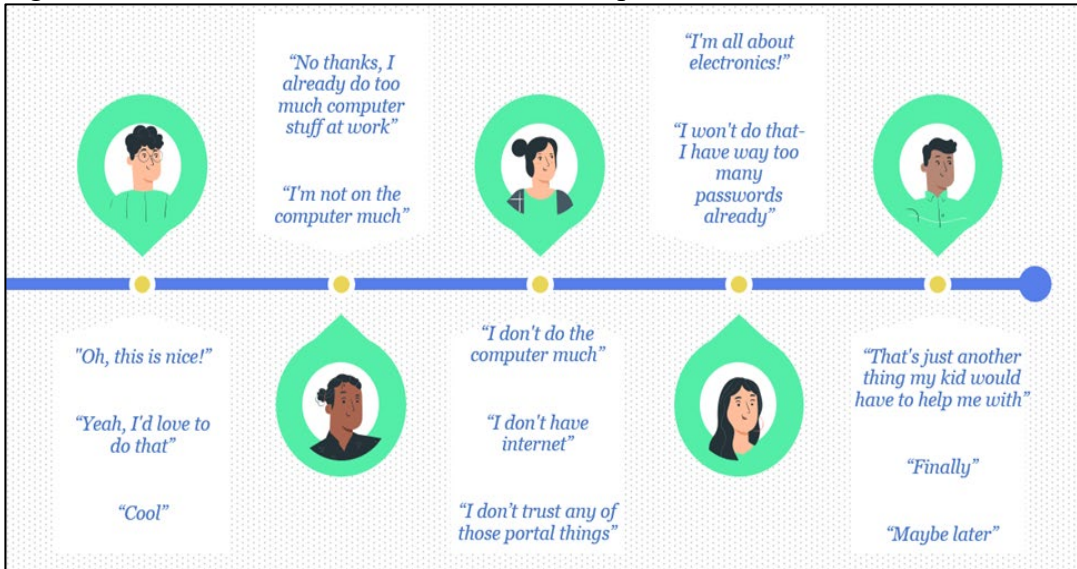 "Oh, this is nice!”
“Yeah, I'd love to
do that”
“Cool”
“No thanks, I
already do too
much computer
stuff at work”
“I'm not on the
computer much”
“I don't do the
computer much”
“I don't have
internet”
“I don’t trust any of
those portal things”
“I'm all about
electronics!”
“I won't do that-
I have way too
many
passwords
already”
“That's just another
thing my kid would
have to help me with”
“Finally”
“Maybe later”